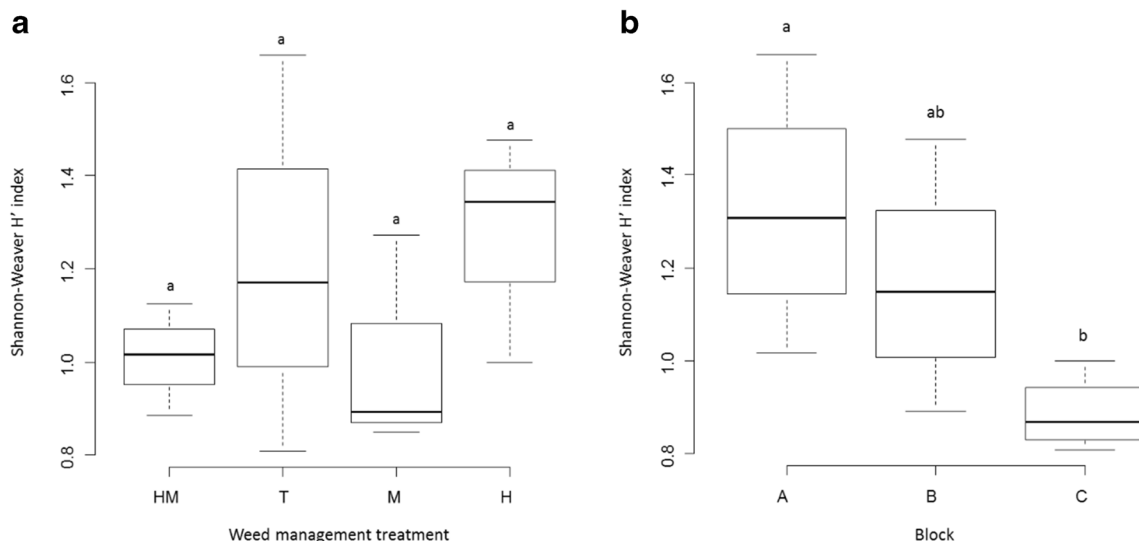 a
a
a
a
a
Shannon-Weaver H′ index
1.6
1.4
1.2
1.0
0.8
HM T M H
Weed management treatment
b
a
ab
b
Shannon-Weaver H′ index
1.6
1.4
1.2
1.0
0.8
A B C
Block